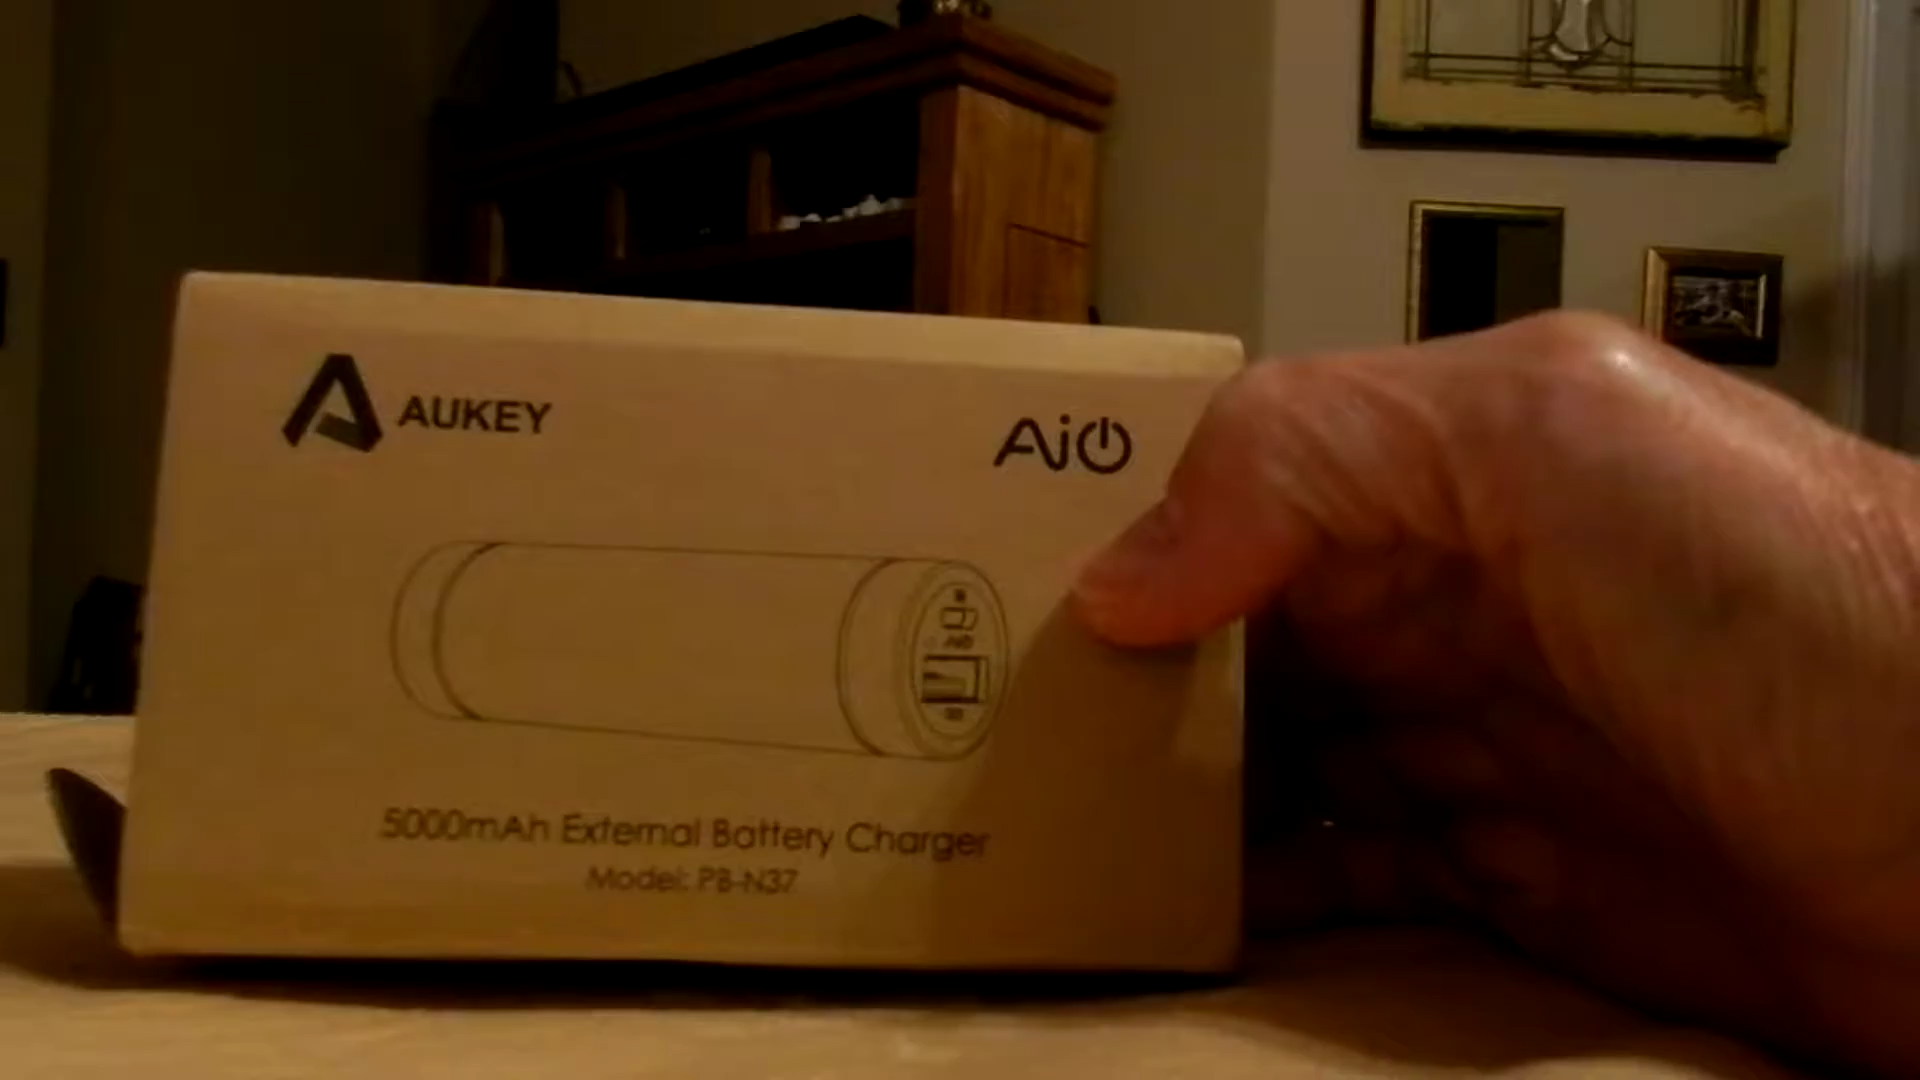 AUKEY
AiO
5000mAh External Battery Charger
Model: PB-N37